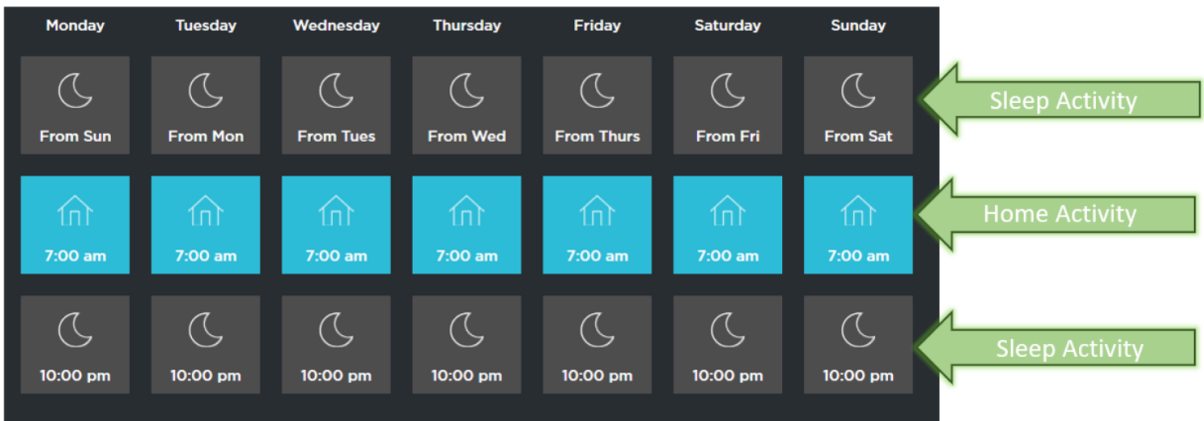 Monday Tuesday Wednesday Thursday Friday Saturday Sunday
From Sun From Mon From Tues From Wed From Thurs From Fri From Sat
Sleep Activity
7:00 am 7:00 am 7:00 am 7:00 am 7:00 am 7:00 am 7:00 am
Home Activity
10:00 pm 10:00 pm 10:00 pm 10:00 pm 10:00 pm 10:00 pm 10:00 pm
Sleep Activity